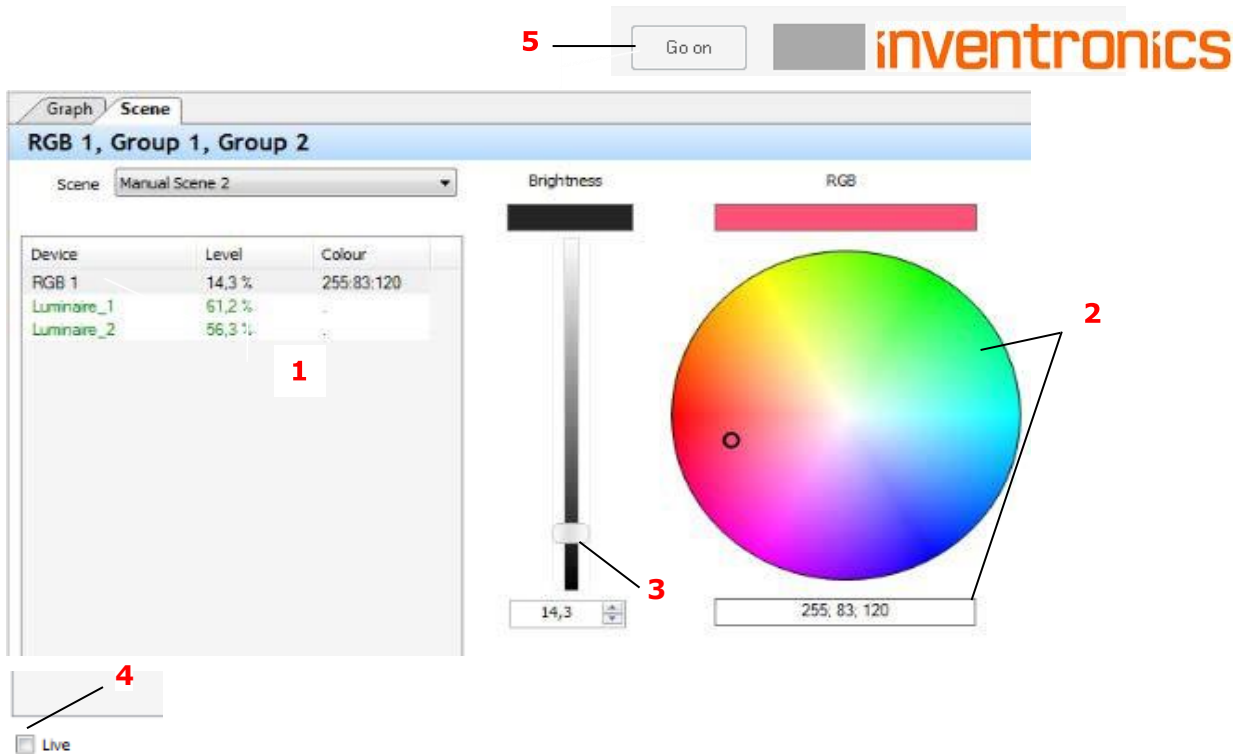 5
Go on
inventronics
Graph Scene
RGB 1, Group 1, Group 2
Scene Manual Scene 2 Brightness RGB
Device Level Colour
RGB 1 14,3 % 255:83:120
Luminaire_1 61,2 % .
Luminaire_2 56,3 % .
1
2
3
14,3 255; 83; 120
4
Live